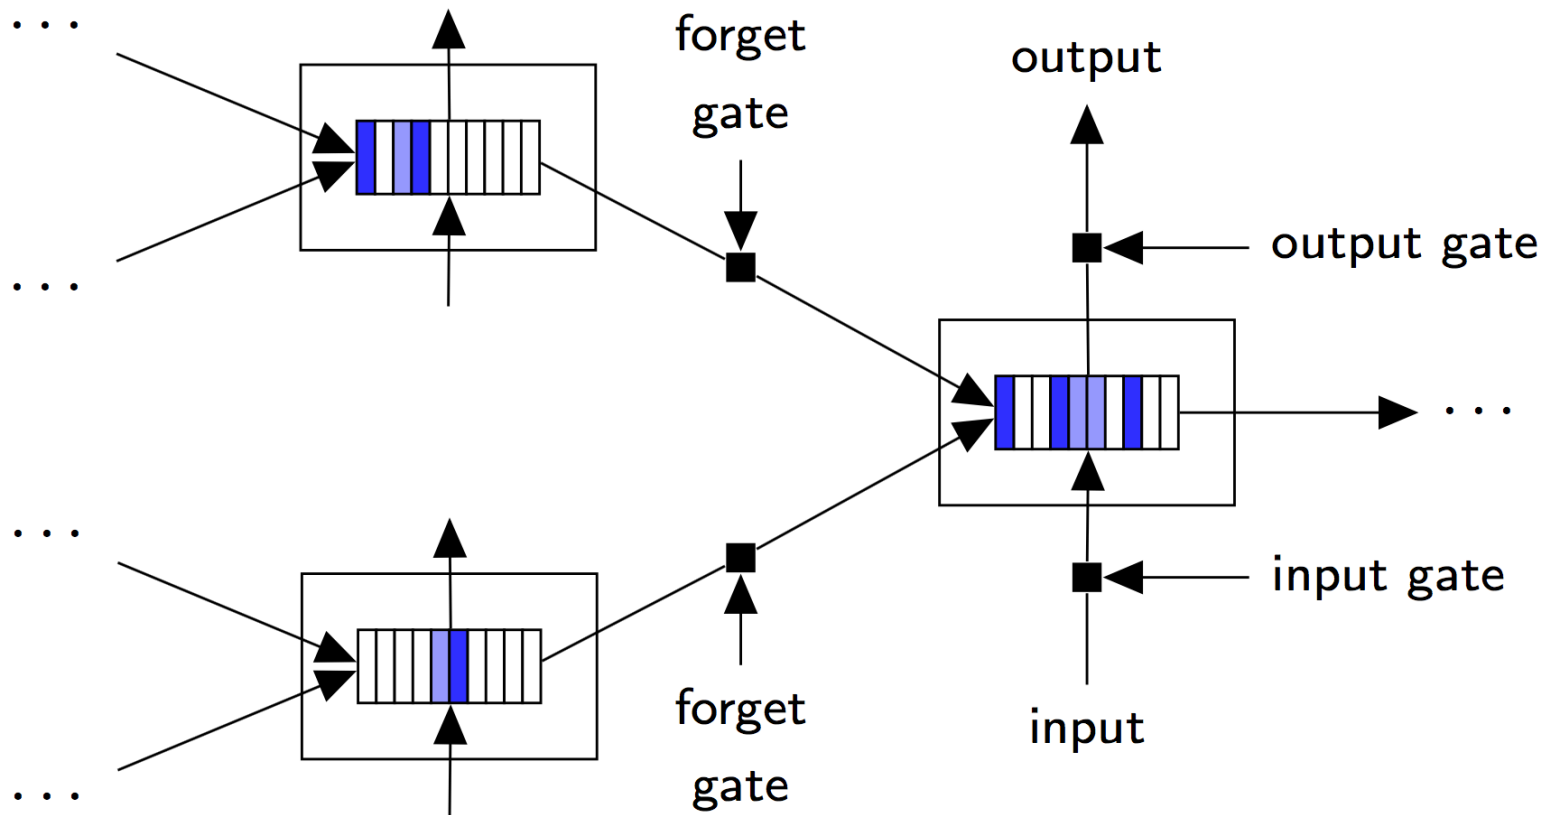 ...
forget
gate
output
...
output gate
...
...
input gate
forget
gate
input
...